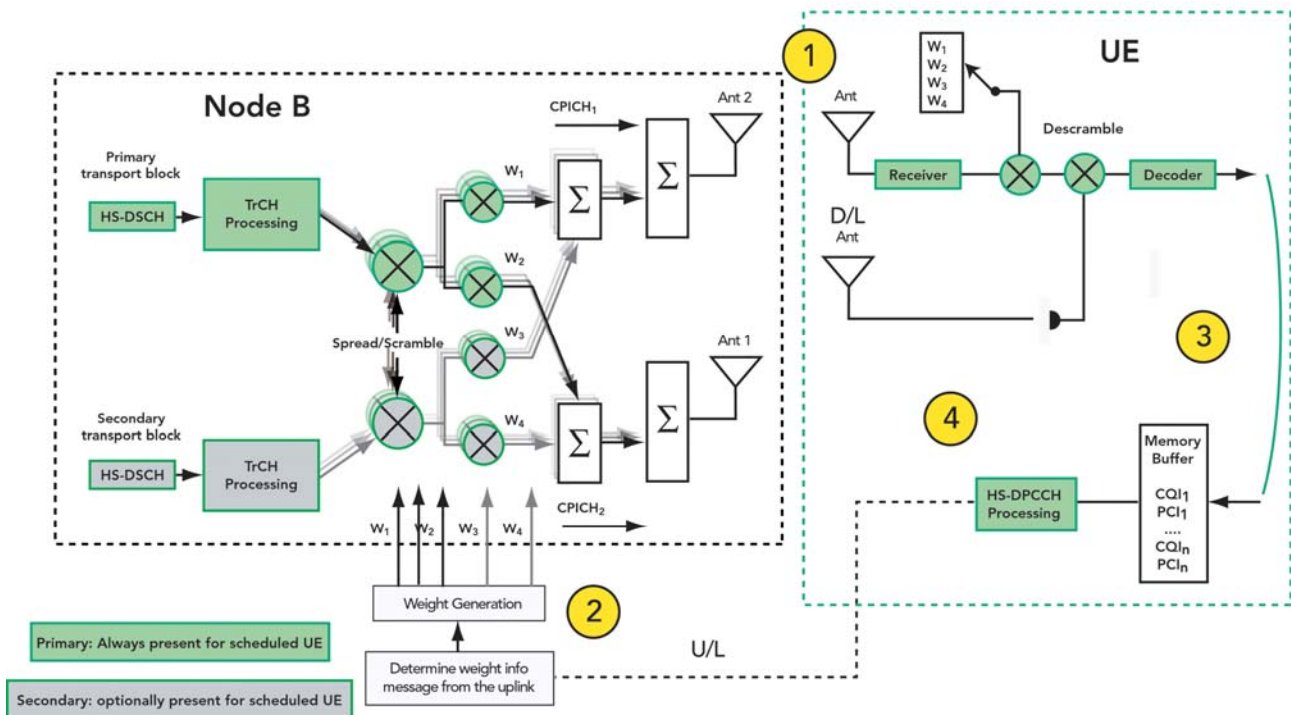 Node B
Primary
transport block
HS-DSCH
TrCH
Processing
Spread/Scramble
Secondary
transport block
HS-DSCH
TrCH
Processing
W1
W2
W3
W4
CPICH1
Σ
Σ
Ant 2
Σ
Σ
Ant 1
CPICH2
W1
W2
W3
W4
Weight Generation
Determine weight info
message from the uplink
2
U/L
Primary: Always present for scheduled UE
Secondary: optionally present for scheduled UE
1
UE
W1
W2
W3
W4
Ant
Descramble
Receiver
Decoder
D/L
Ant
3
4
Memory
Buffer
CQI1
PCI1
....
CQIn
PCIn
HS-DPCCH
Processing